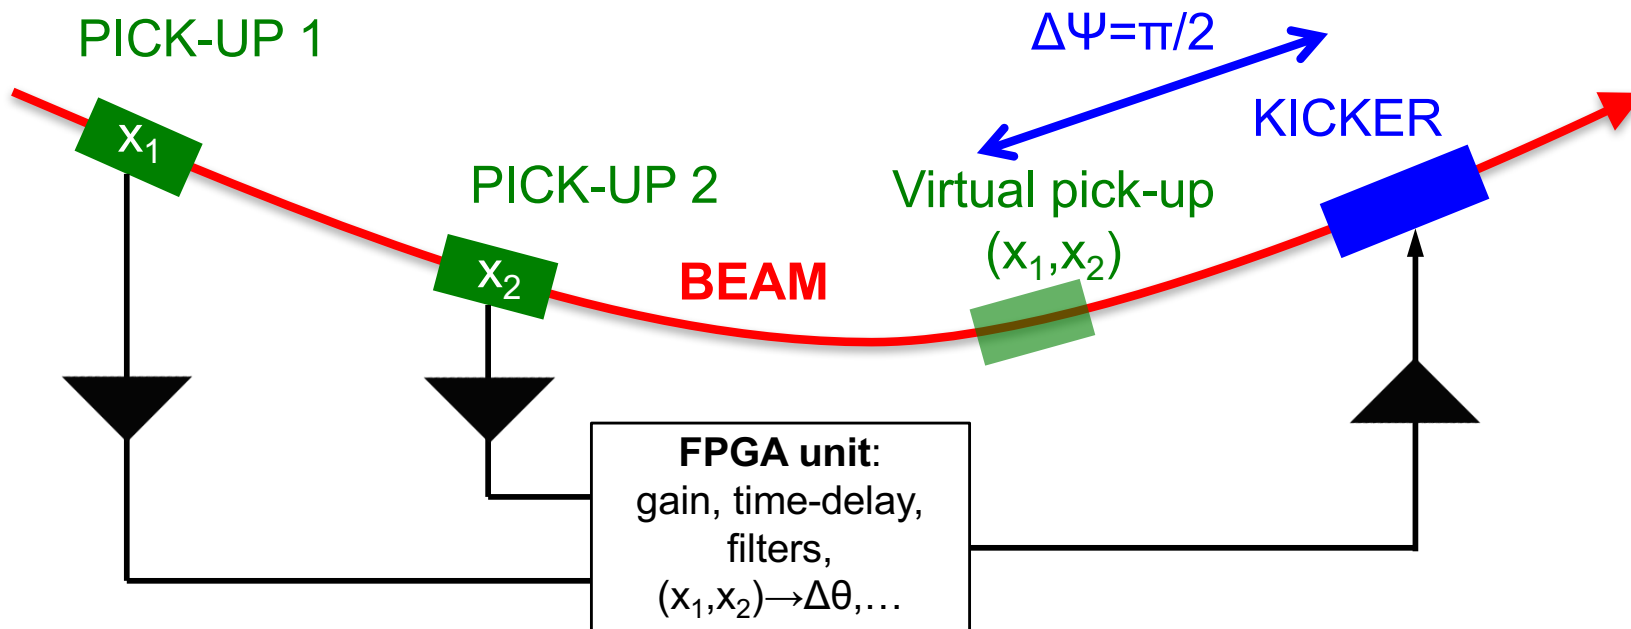 PICK-UP 1
ΔΨ=π/2
KICKER
x₁
PICK-UP 2
Virtual pick-up
(x₁,x₂)
x₂
BEAM
FPGA unit:
gain, time-delay,
filters,
(x₁,x₂)→Δθ,...